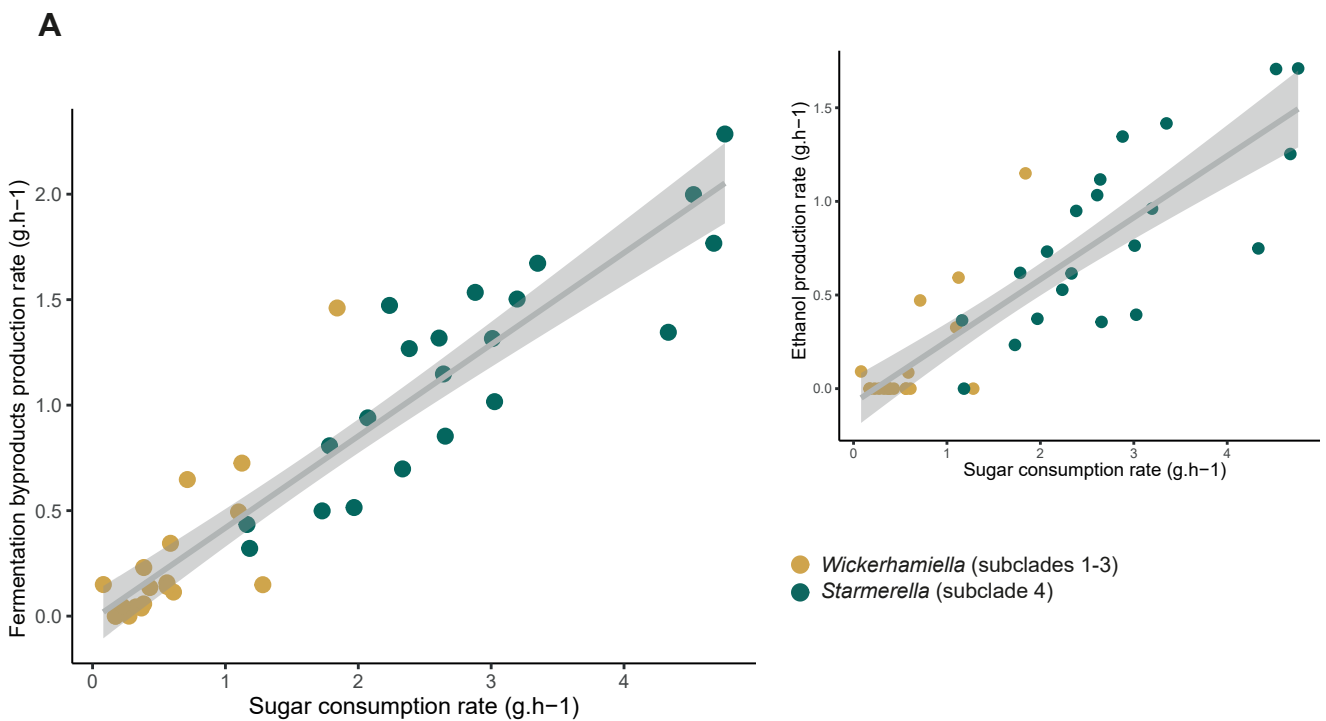 A
Fermentation byproducts production rate (g.h−1)
2.0
1.5
1.0
0.5
0.0
0 1 2 3 4
Sugar consumption rate (g.h−1)
Ethanol production rate (g.h−1)
1.5
1.0
0.5
0.0
0 1 2 3 4
Sugar consumption rate (g.h−1)
Wickerhamiella (subclades 1-3)
Starmerella (subclade 4)